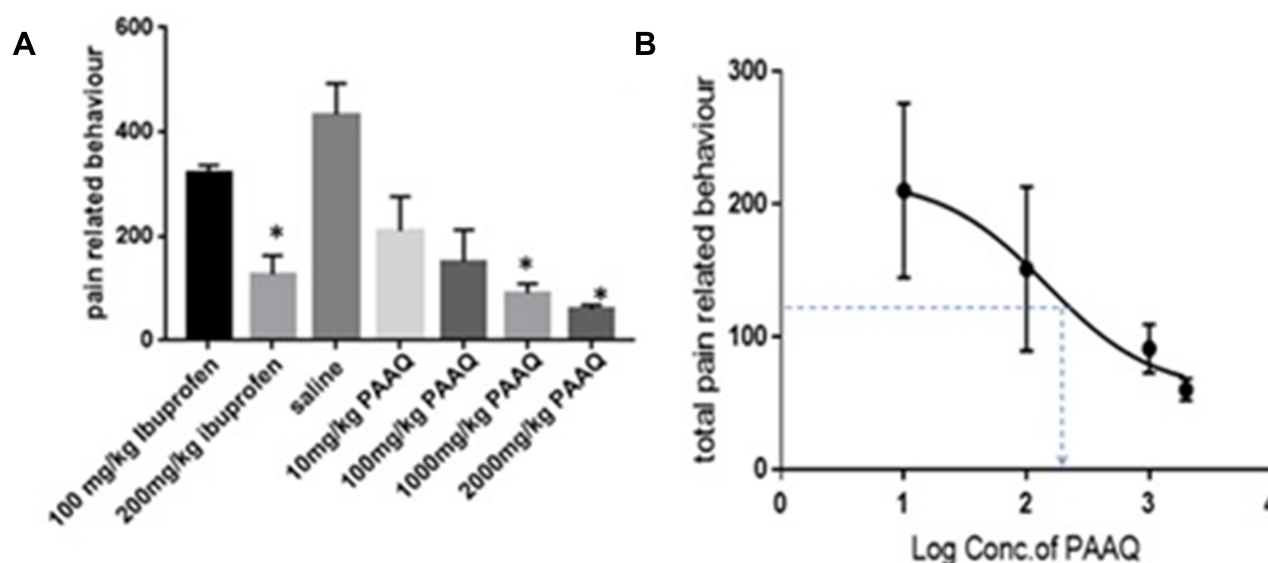 A
pain related behaviour
600
400
200
0
100 mg/kg Ibuprofen
200mg/kg ibuprofen
saline
10mg/kg PAAQ
100mg/kg PAAQ
1000mg/kg PAAQ
2000mg/kg PAAQ
*
*
*
B
total pain related behaviour
300
200
100
0
0
1
2
3
Log Conc.of PAAQ